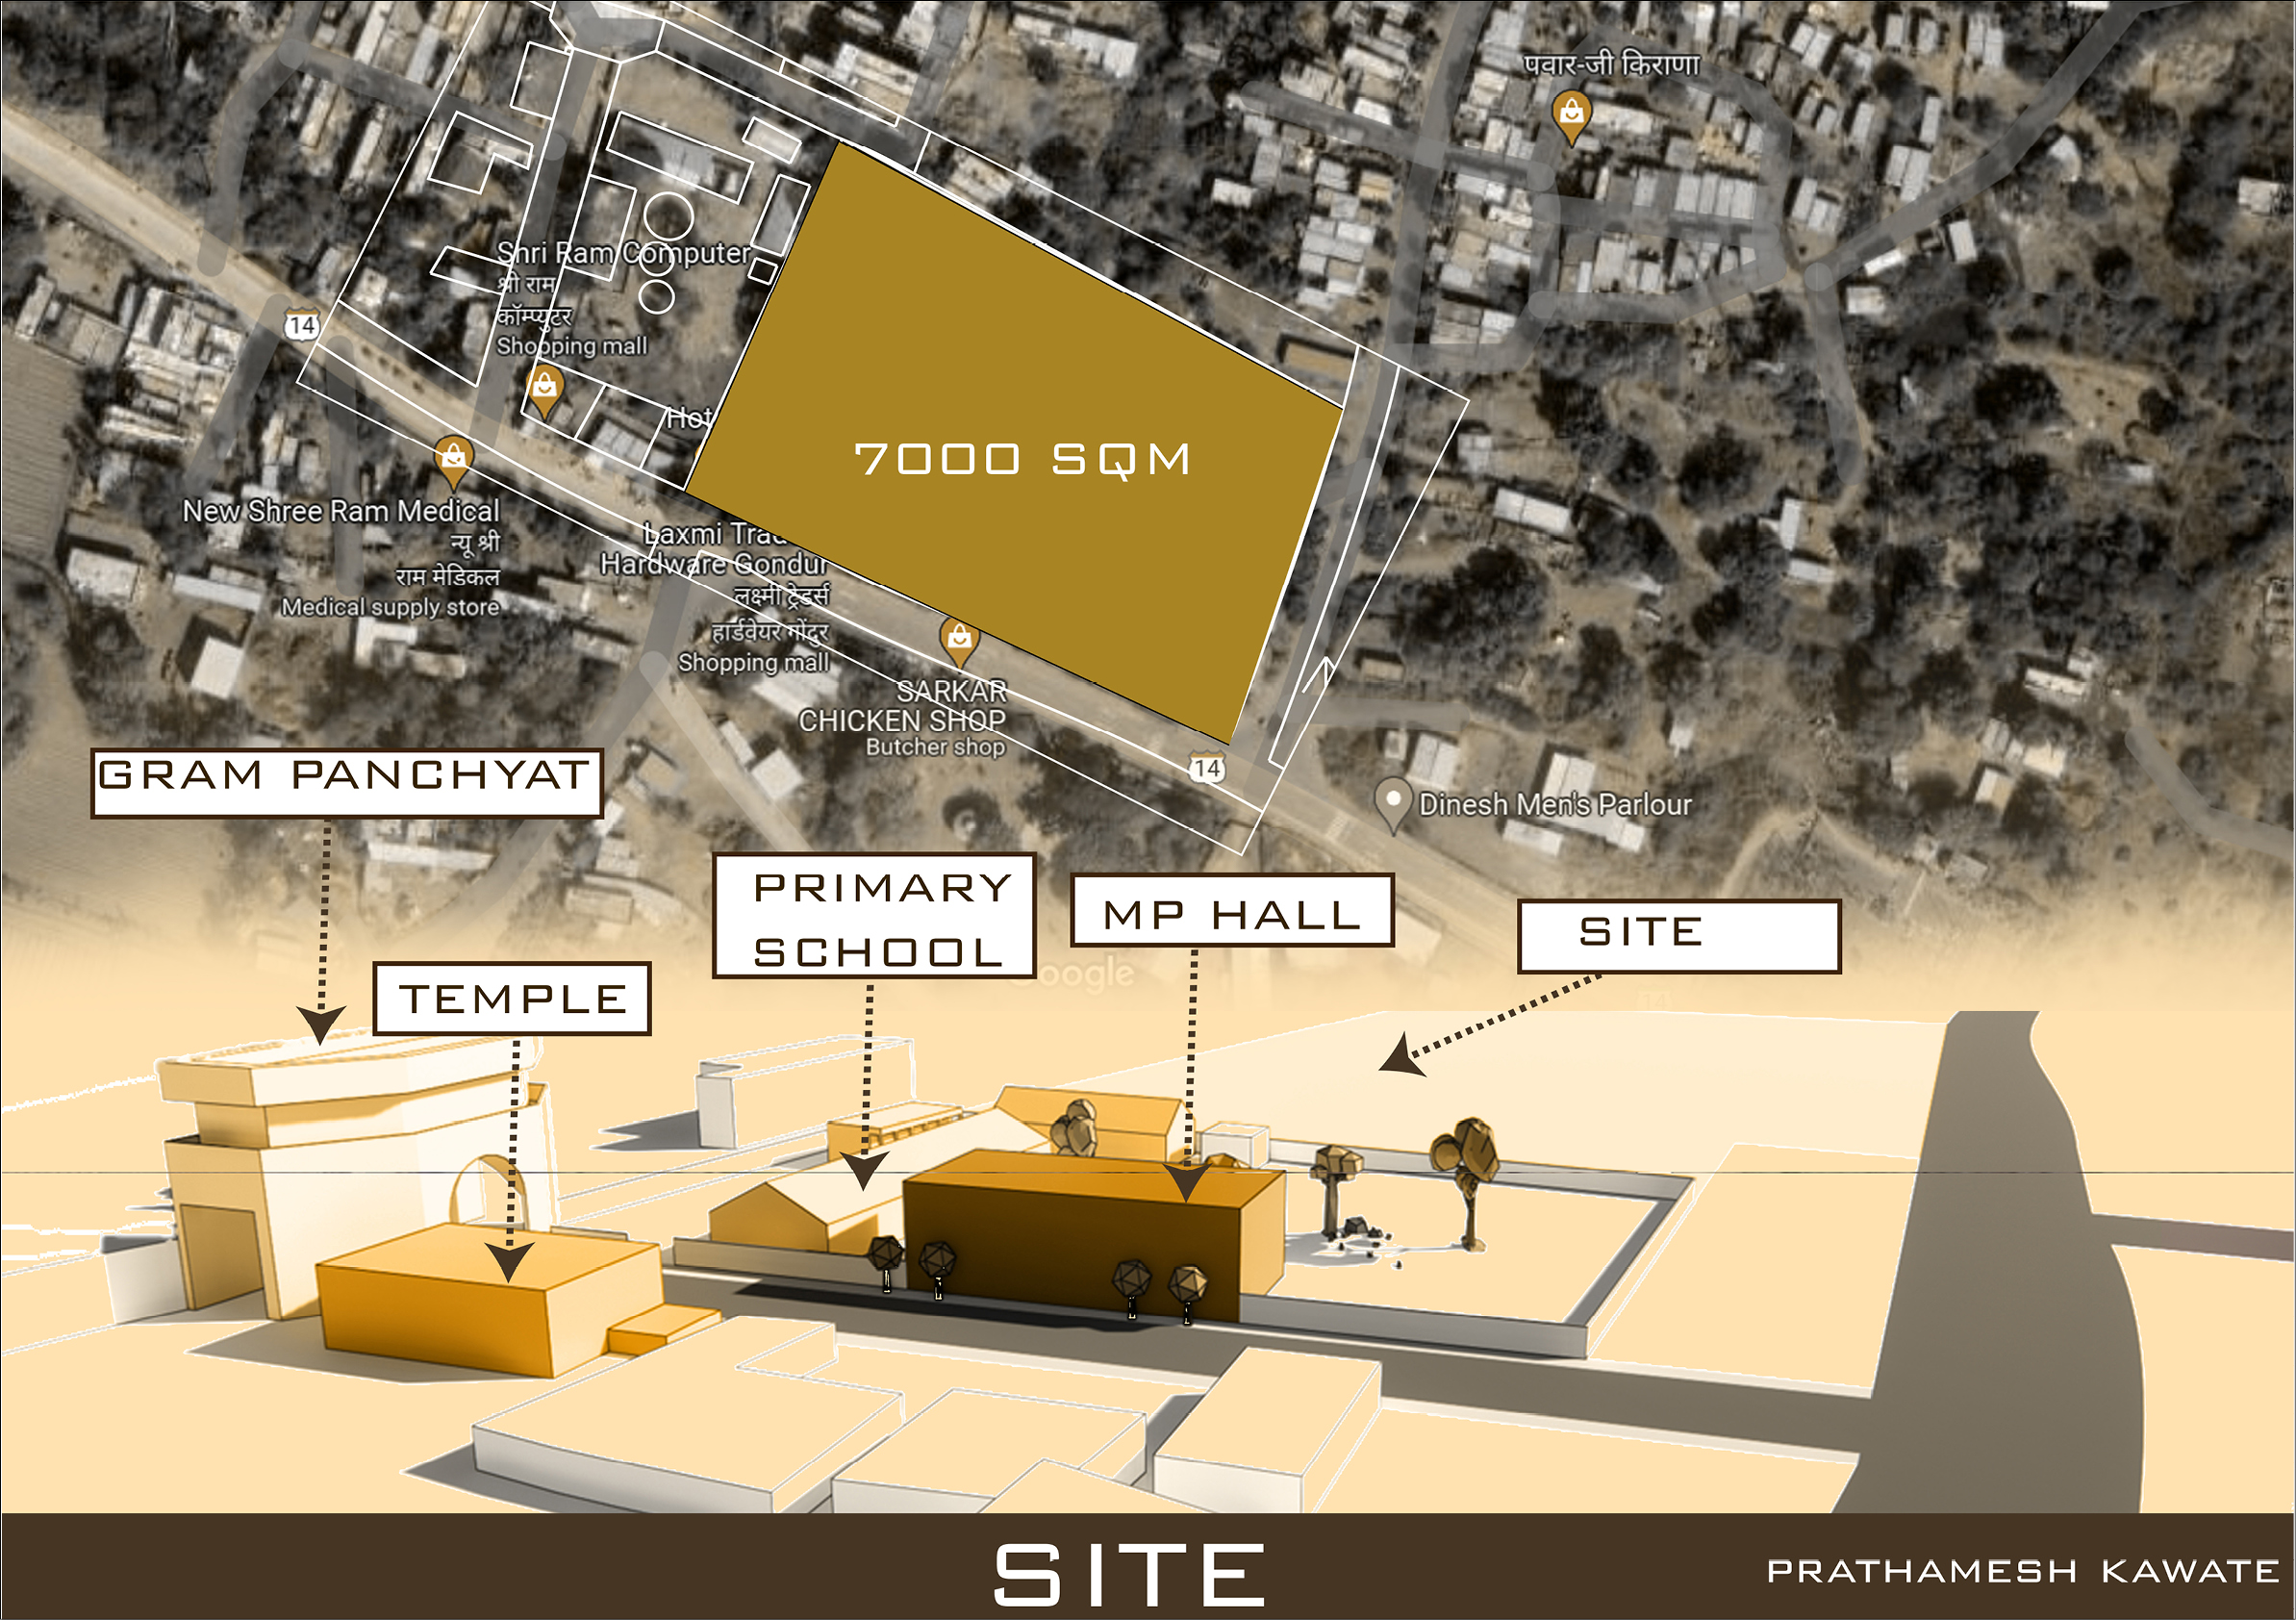 पवार-जी किराणा
Shri Ram Computer
श्री राम
कॉम्प्युटर
Shopping mall
14
Hot
7000 SQM
New Shree Ram Medical
न्यू श्री
राम मेडिकल
Medical supply store
Laxmi Trad
Hardware Gondur
लक्ष्मी ट्रेडर्स
हार्डवेयर गोंदुर
Shopping mall
SARKAR
CHICKEN SHOP
Butcher shop
14
Dinesh Men's Parlour
GRAM PANCHYAT
PRIMARY
SCHOOL
MP HALL
SITE
TEMPLE
oogle
SITE
PRATHAMESH KAWATE